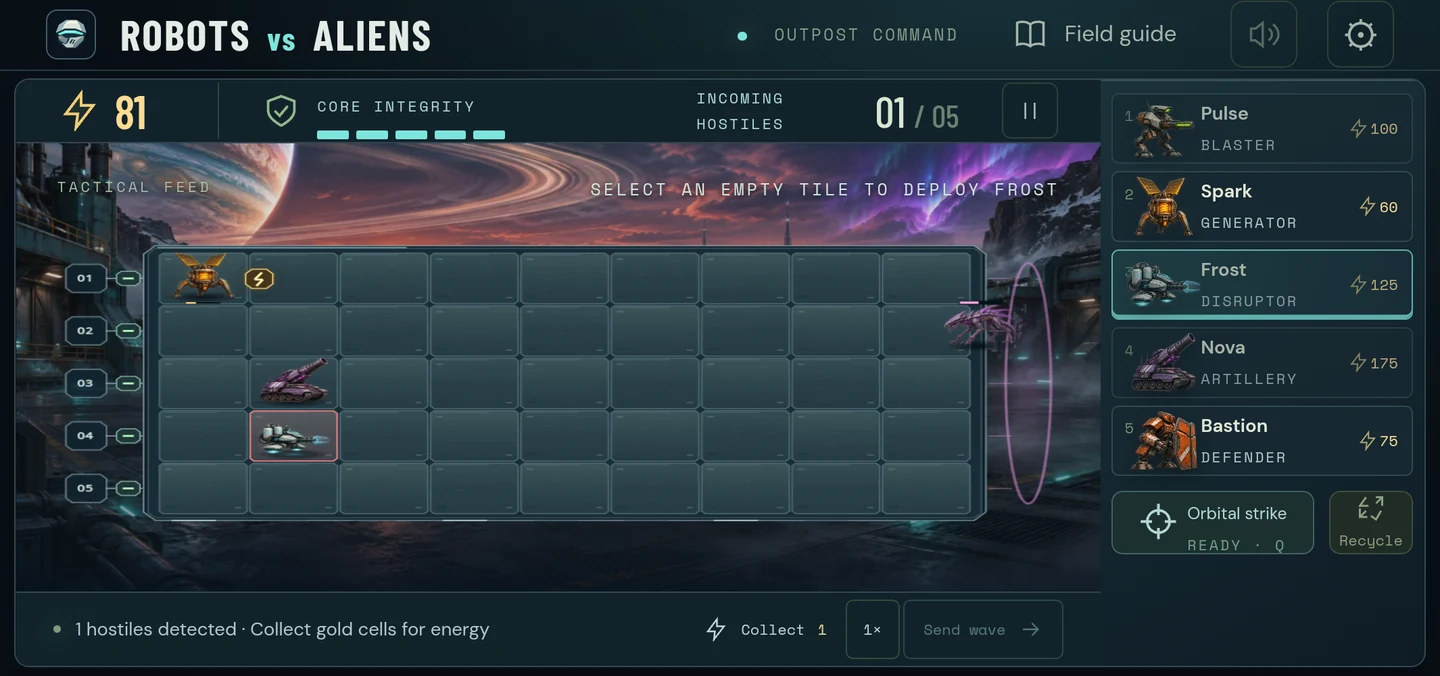 ROBOTS vs ALIENS
OUTPOST COMMAND
Field guide
81
CORE INTEGRITY
INCOMING
HOSTILES
01 / 05
TACTICAL FEED
SELECT AN EMPTY TILE TO DEPLOY FROST
01
02
03
04
05
1
Pulse
BLASTER
100
2
Spark
GENERATOR
60
Frost
DISRUPTOR
125
4
Nova
ARTILLERY
175
5
Bastion
DEFENDER
75
Orbital strike
READY · Q
Recycle
1 hostiles detected · Collect gold cells for energy
Collect 1
1×
Send wave →